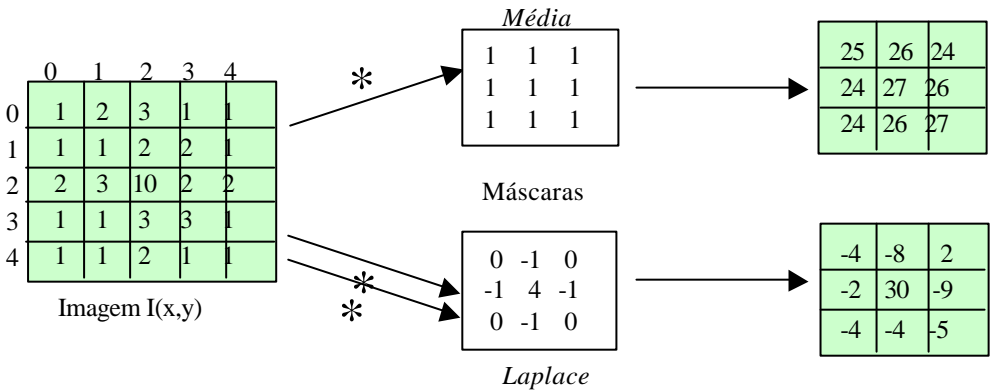 Média
0 1 2 3 4
0 1 2 3 1 1
1 1 1 2 2 1
2 2 3 10 2 2
3 1 1 3 3 1
4 1 1 2 1 1
Imagem I(x,y)
*
1 1 1
1 1 1
1 1 1
Máscaras
*
*
0 -1 0
-1 4 -1
0 -1 0
Laplace
25 26 24
24 27 26
24 26 27
-4 -8 2
-2 30 -9
-4 -4 -5